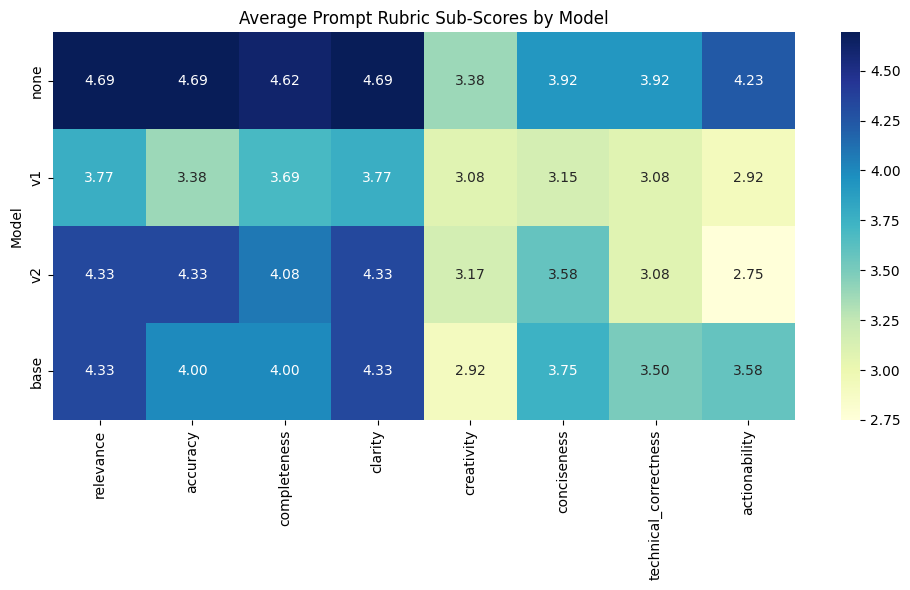 Average Prompt Rubric Sub-Scores by Model
Model
none 4.69 4.69 4.62 4.69 3.38 3.92 3.92 4.23
v1 3.77 3.38 3.69 3.77 3.08 3.15 3.08 2.92
v2 4.33 4.33 4.08 4.33 3.17 3.58 3.08 2.75
base 4.33 4.00 4.00 4.33 2.92 3.75 3.50 3.58
relevance accuracy completeness clarity creativity conciseness technical_correctness actionability
4.50
4.25
4.00
3.75
3.50
3.25
3.00
2.75